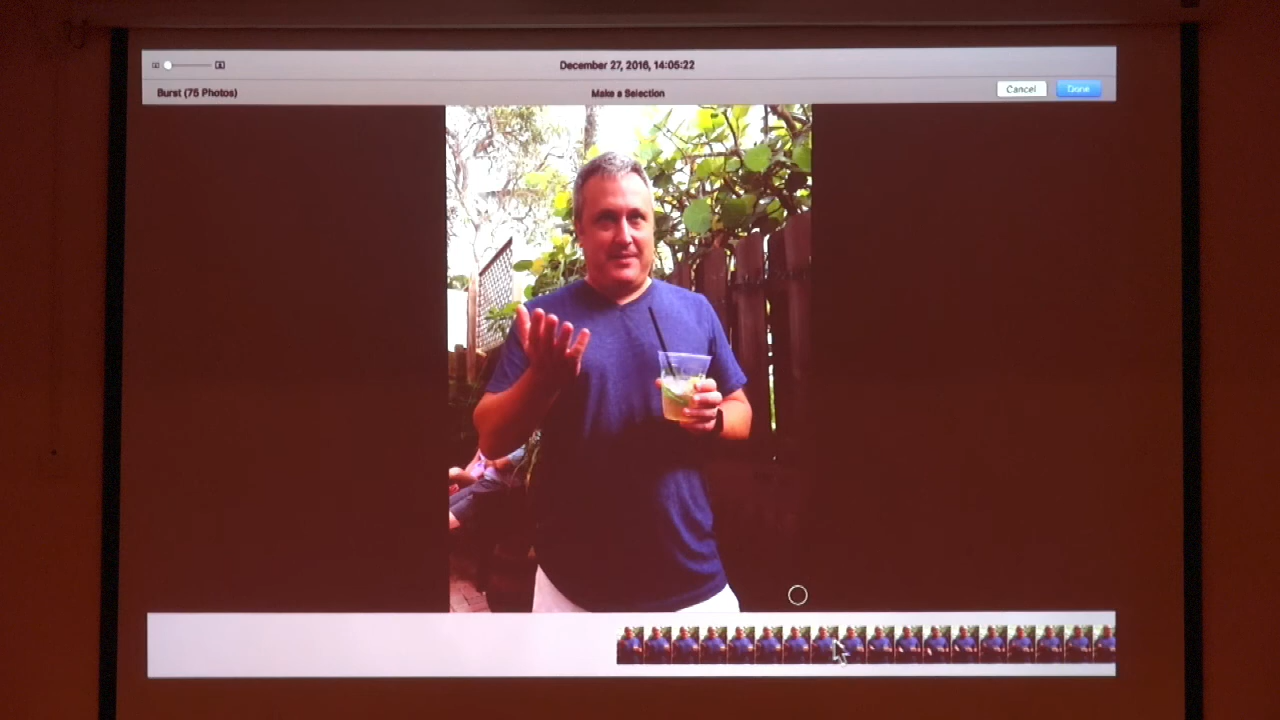 December 27, 2016, 14:05:22
Burst (75 Photos)
Make a Selection
Cancel
Done